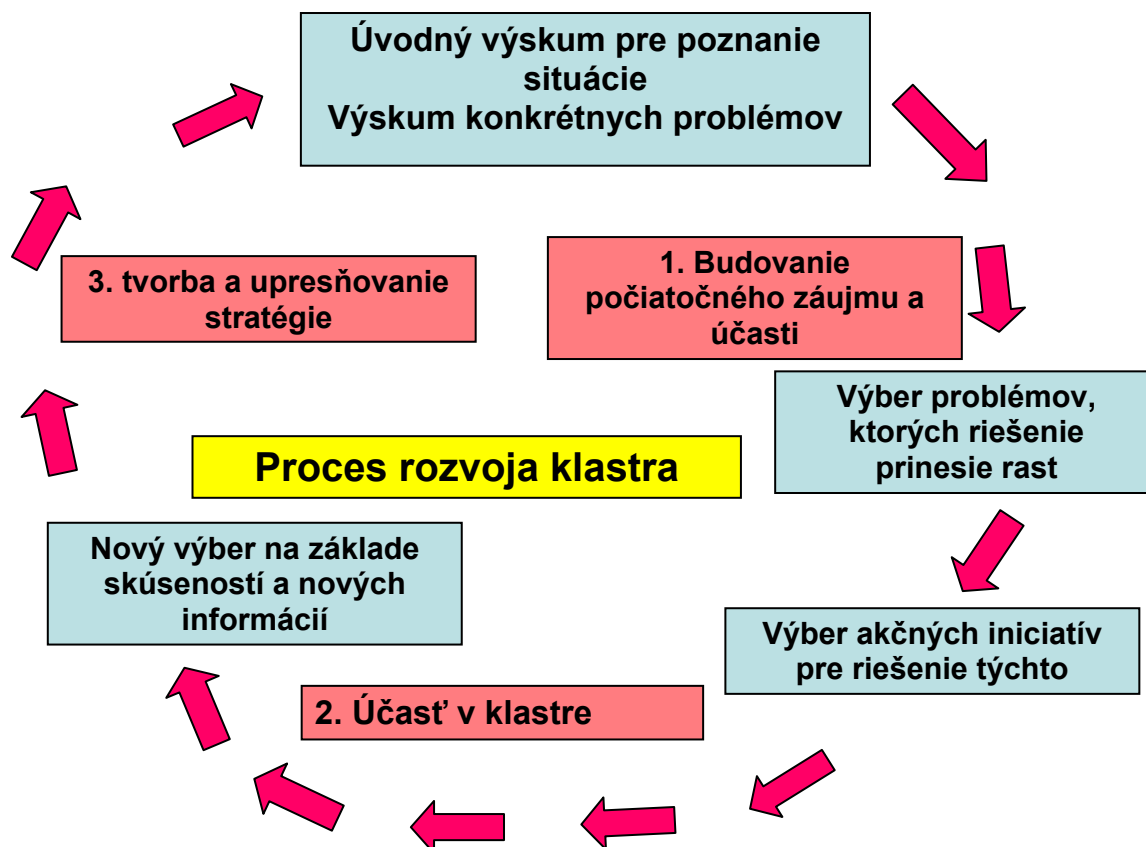 Úvodný výskum pre poznanie
situácie
Výskum konkrétnych problémov
1. Budovanie
počiatočného záujmu a
účasti
3. tvorba a upresňovanie
stratégie
Výber problémov,
ktorých riešenie
prinesie rast
Proces rozvoja klastra
Nový výber na základe
skúseností a nových
informácií
Výber akčných iniciatív
pre riešenie týchto
2. Účasť v klastre